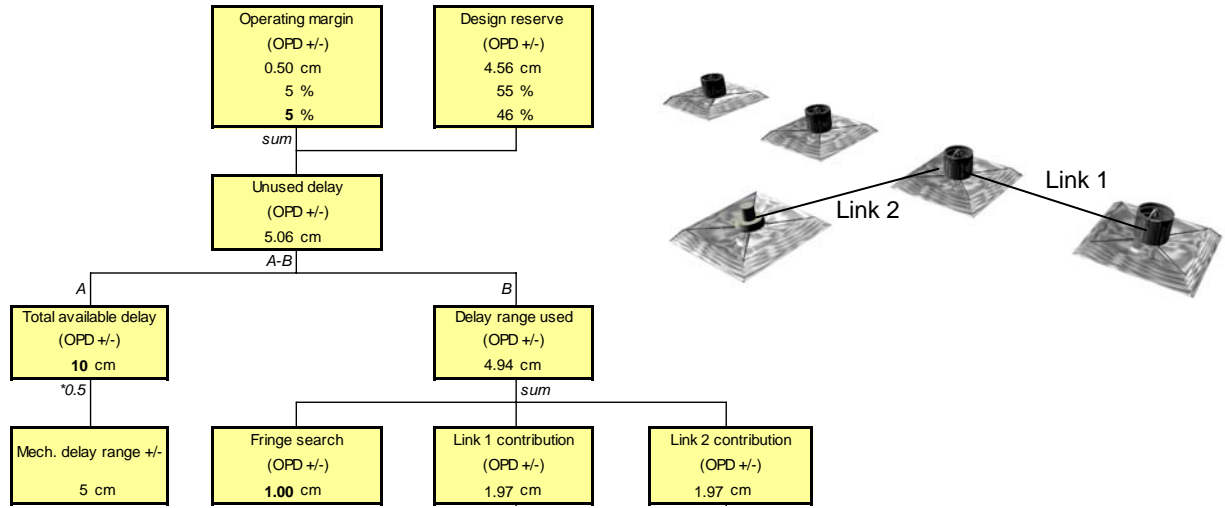 Operating margin
(OPD +/-)
0.50 cm
5 %
5 %
Design reserve
(OPD +/-)
4.56 cm
55 %
46 %
sum
Unused delay
(OPD +/-)
5.06 cm
A-B
A
B
Total available delay
(OPD +/-)
10 cm
Delay range used
(OPD +/-)
4.94 cm
*0.5
sum
Mech. delay range +/-
5 cm
Fringe search
(OPD +/-)
1.00 cm
Link 1 contribution
(OPD +/-)
1.97 cm
Link 2 contribution
(OPD +/-)
1.97 cm
Link 1
Link 2